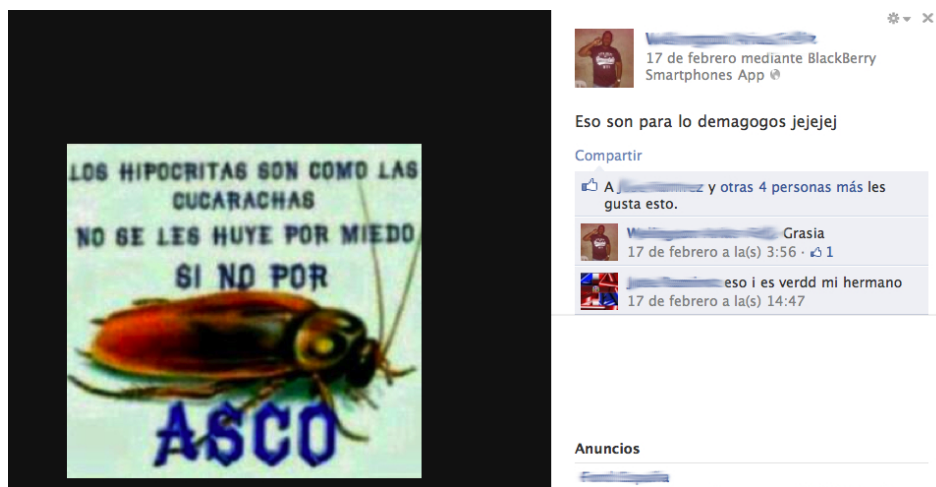 LOS HIPOCRITAS SON COMO LAS
CUCARACHAS
NO SE LES HUYE POR MIEDO
SI NO POR
ASCO
17 de febrero mediante BlackBerry
Smartphones App
Eso son para lo demagogos jejejej
Compartir
A y otras 4 personas más les
gusta esto.
Grasia
17 de febrero a la(s) 3:56 · 1
eso i es verdd mi hermano
17 de febrero a la(s) 14:47
Anuncios